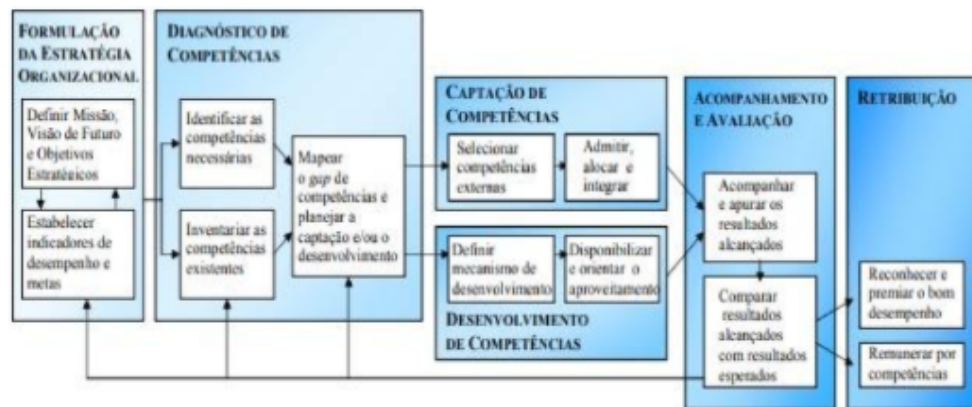 FORMULAÇÃO
DA ESTRATÉGIA
ORGANIZACIONAL
Definir Missão,
Visão de Futuro
e Objetivos
Estratégicos
Estabelecer
indicadores de
desempenho e
metas
DIAGNÓSTICO DE
COMPETÊNCIAS
Identificar as
competências
necessárias
Inventariar as
competências
existentes
Mapear
o gap de
competências e
planejar a
captação e/ou o
desenvolvimento
CAPTAÇÃO DE
COMPETÊNCIAS
Selecionar
competências
externas
Admitir,
alocar e
integrar
Definir
mecanismo de
desenvolvimento
Disponibilizar
e orientar o
aproveitamento
DESENVOLVIMENTO
DE COMPETÊNCIAS
ACOMPANHAMENTO
E AVALIAÇÃO
Acompanhar
e apurar os
resultados
alcançados
Comparar
resultados
alcançados
com resultados
esperados
RETRIBUIÇÃO
Reconhecer e
premiar o bom
desempenho
Remunerar por
competências